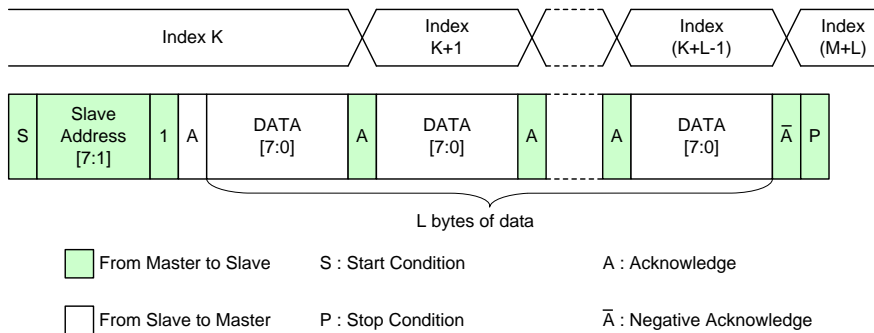 Index K
Index
K+1
Index
(K+L-1)
Index
(M+L)
S
Slave
Address
[7:1]
1
A
DATA
[7:0]
A
DATA
[7:0]
A
A
DATA
[7:0]
A̅
P
L bytes of data
From Master to Slave
S : Start Condition
A : Acknowledge
From Slave to Master
P : Stop Condition
A̅ : Negative Acknowledge